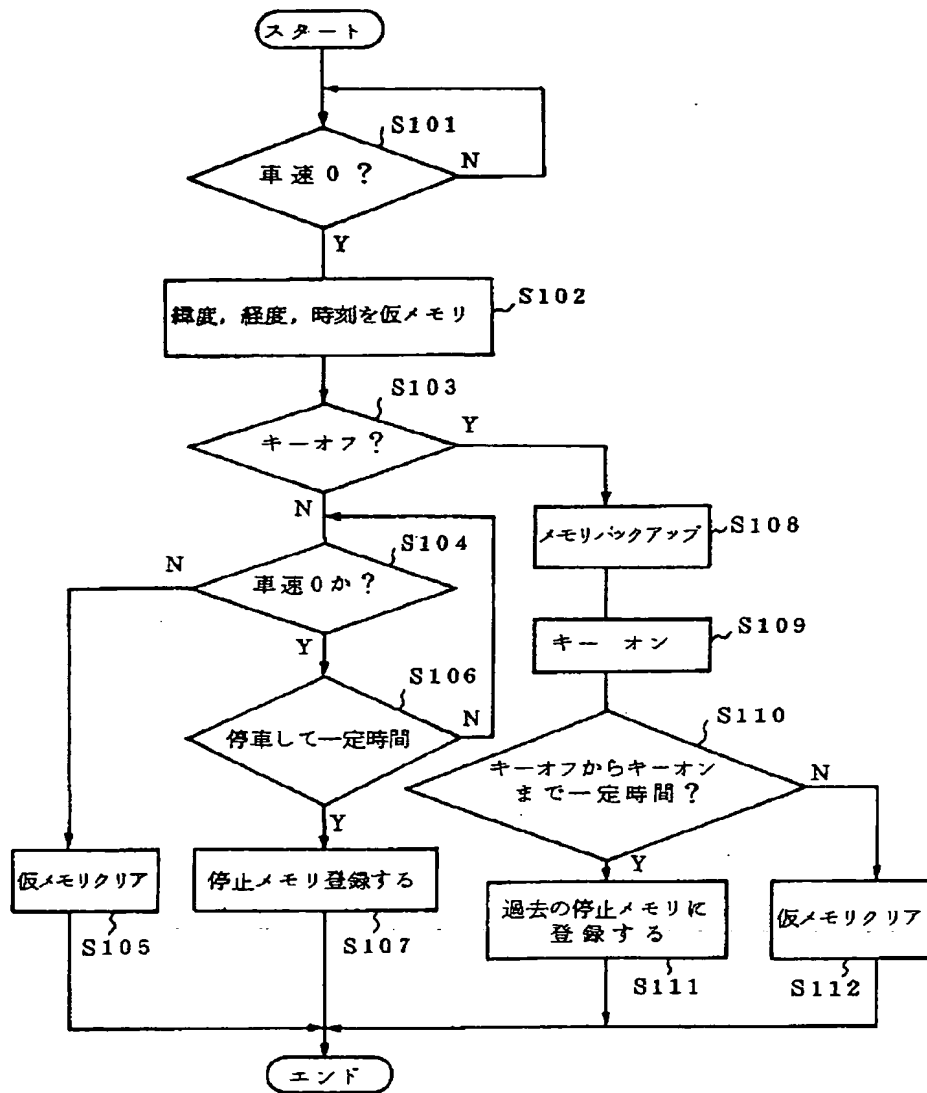 スタート
S101
車速0？
N
Y
S102
緯度，経度，時刻を仮メモリ
S103
キーオフ？
Y
N
メモリバックアップ
S108
S104
N
車速0か？
Y
キー オン
S109
S106
停車して一定時間
N
S110
キーオフからキーオン
まで一定時間？
N
Y
Y
仮メモリクリア
停止メモリ登録する
過去の停止メモリに
登録する
仮メモリクリア
S105
S107
S111
S112
エンド